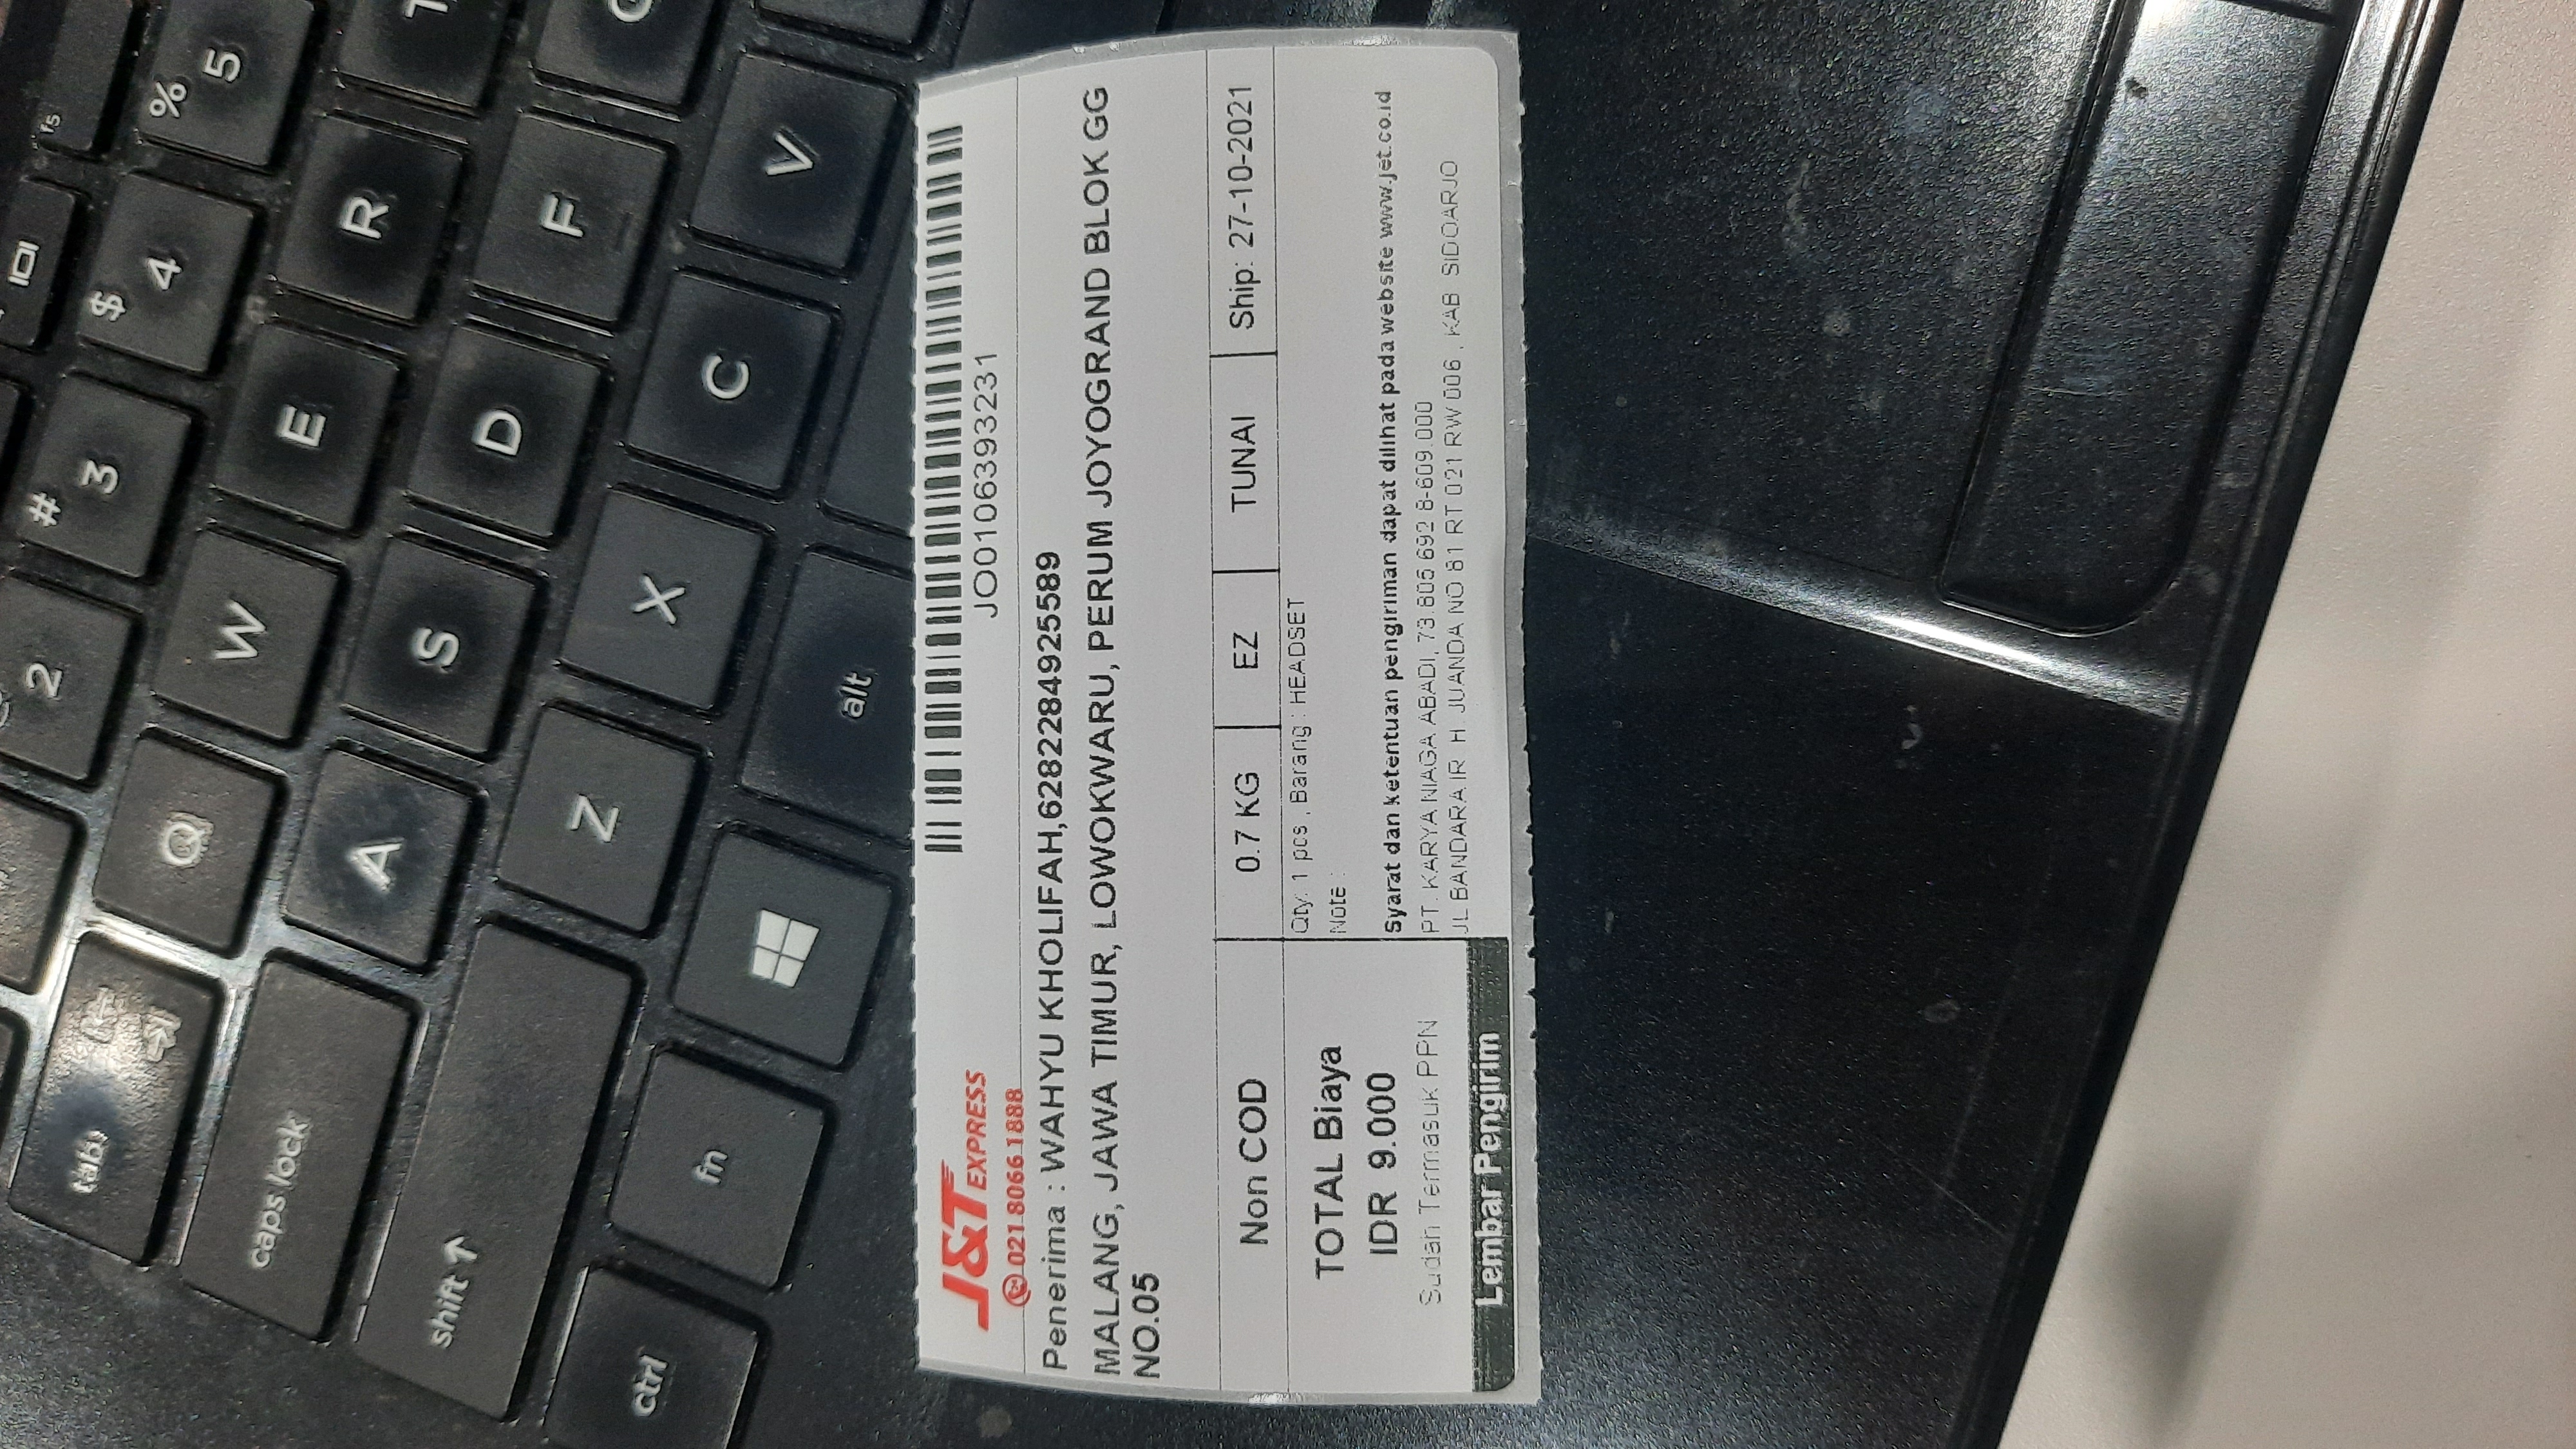 2
# 3
$ 4
% 5
f5
tab
Q
W
E
R
T
caps lock
A
S
D
F
shift
Z
X
C
V
ctrl
fn
alt
J&T EXPRESS
021 8066 1888
JO0106393231
Penerima : WAHYU KHOLIFAH,6282284925589
MALANG, JAWA TIMUR, LOWOKWARU, PERUM JOYOGRAND BLOK GG
NO.05
Non COD
0.7 KG
EZ
TUNAI
Ship: 27-10-2021
TOTAL Biaya
IDR 9.000
Sudah Termasuk PPN
Lembar Pengirim
Qty: 1 pcs , Barang : HEADSET
Note :
Syarat dan ketentuan pengiriman dapat dilihat pada website www.jet.co.id
PT. KARYA NIAGA ABADI, 73.805.692.8-609.000
JL BANDARA IR. H. JUANDA NO 81 RT 021 RW 006 , KAB. SIDOARJO